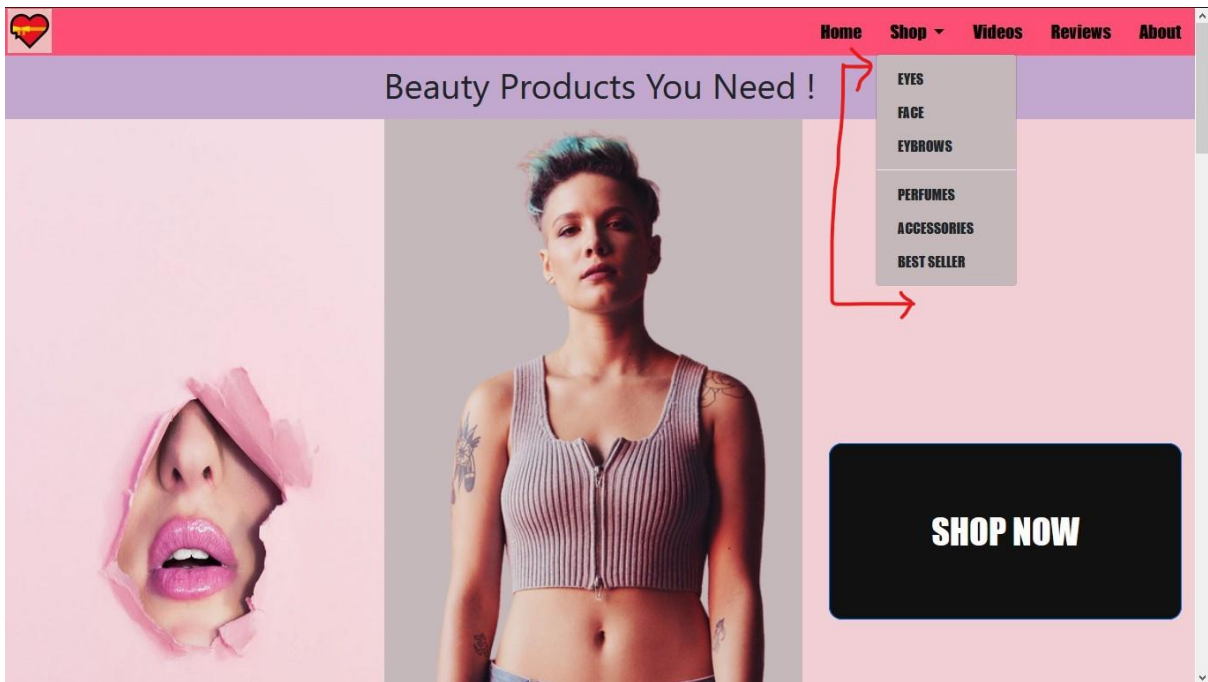 Home Shop Videos Reviews About
Beauty Products You Need !
EYES
FACE
EYBROWS
PERFUMES
ACCESSORIES
BEST SELLER
SHOP NOW